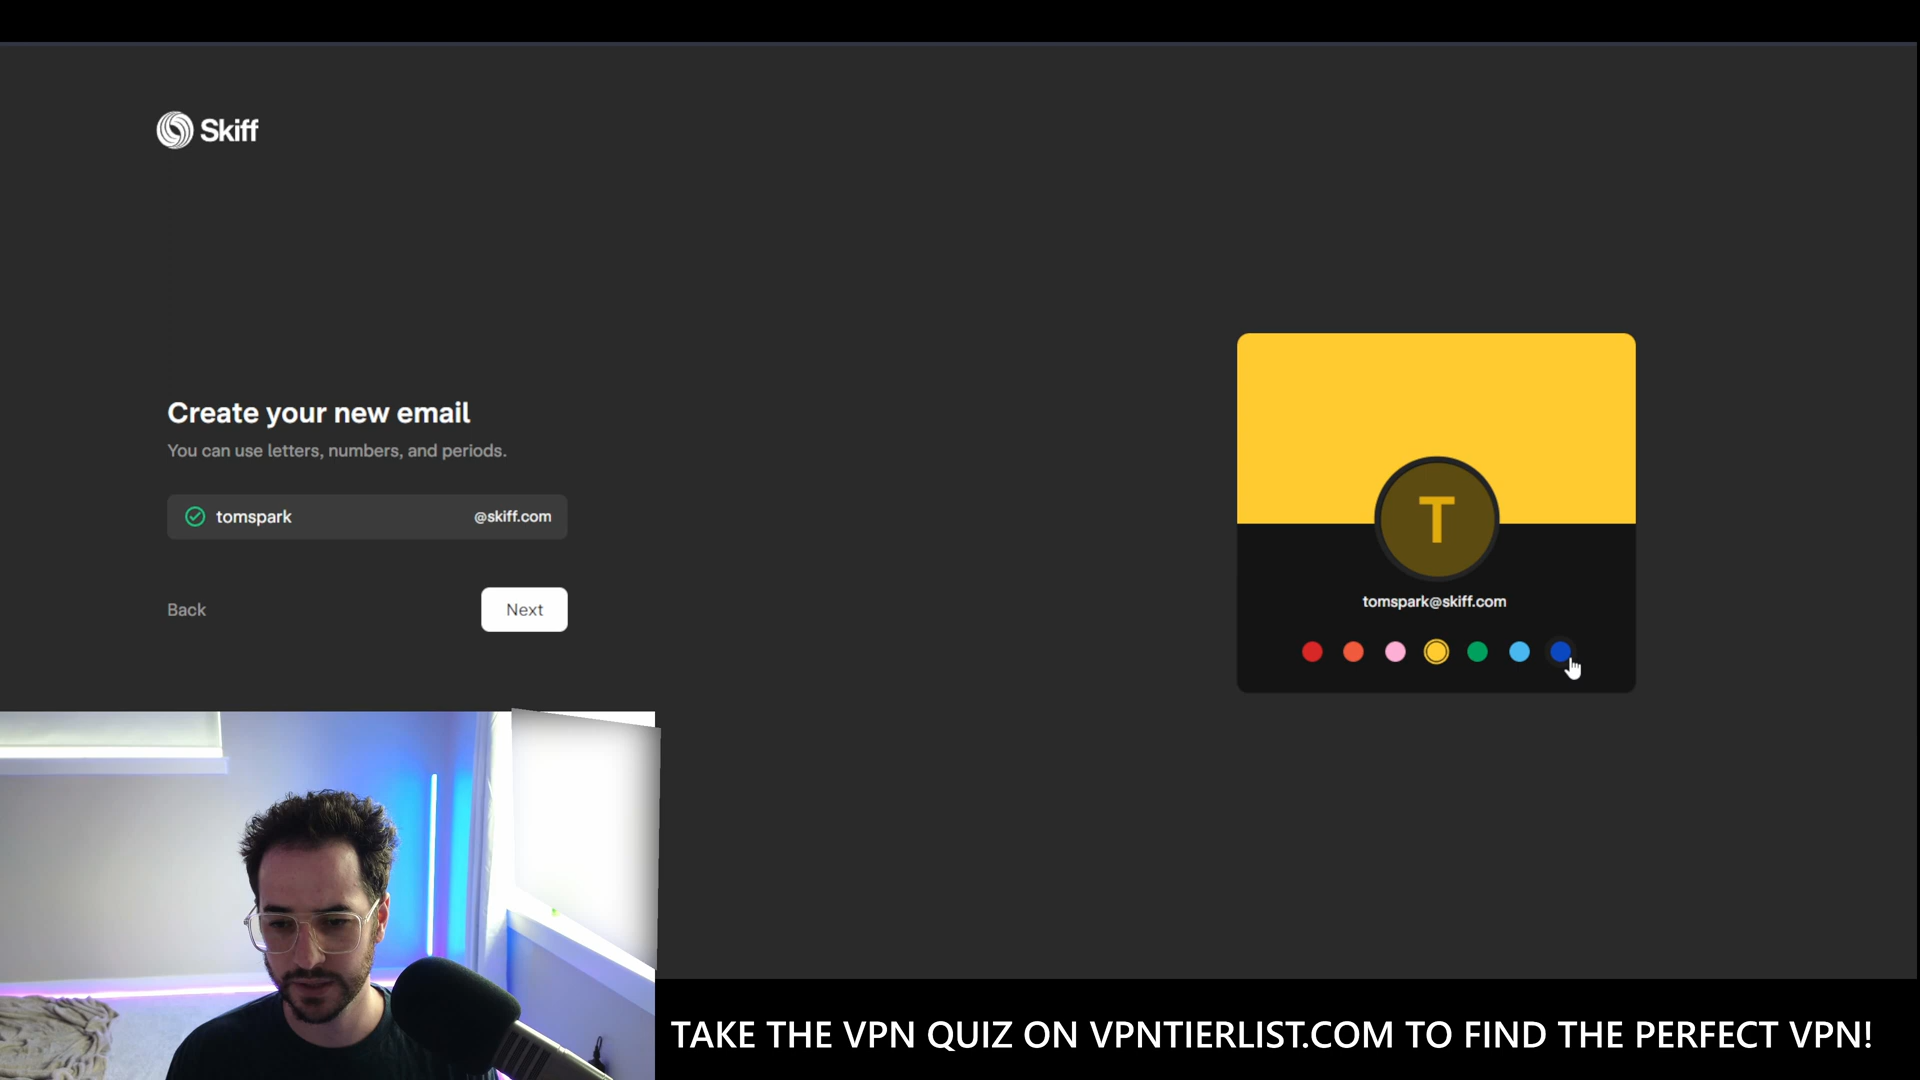 Skiff
Create your new email
You can use letters, numbers, and periods.
tomspark @skiff.com
Back
Next
T
tomspark@skiff.com
TAKE THE VPN QUIZ ON VPNTIERLIST.COM TO FIND THE PERFECT VPN!